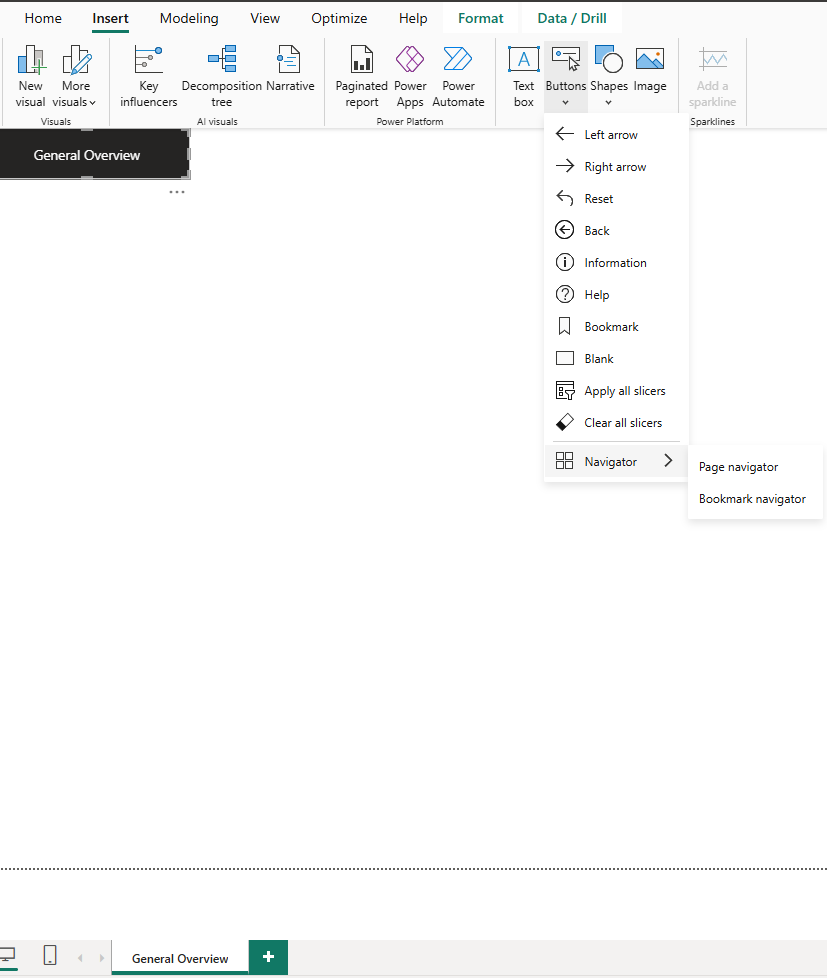 Home Insert Modeling View Optimize Help Format Data / Drill
New visual
More visuals
Key influencers
Decomposition tree
Narrative
Paginated report
Power Apps
Power Automate
Text box
Buttons
Shapes
Image
Add a sparkline
Visuals
AI visuals
Power Platform
Sparklines
General Overview
Left arrow
Right arrow
Reset
Back
Information
Help
Bookmark
Blank
Apply all slicers
Clear all slicers
Navigator
Page navigator
Bookmark navigator
General Overview